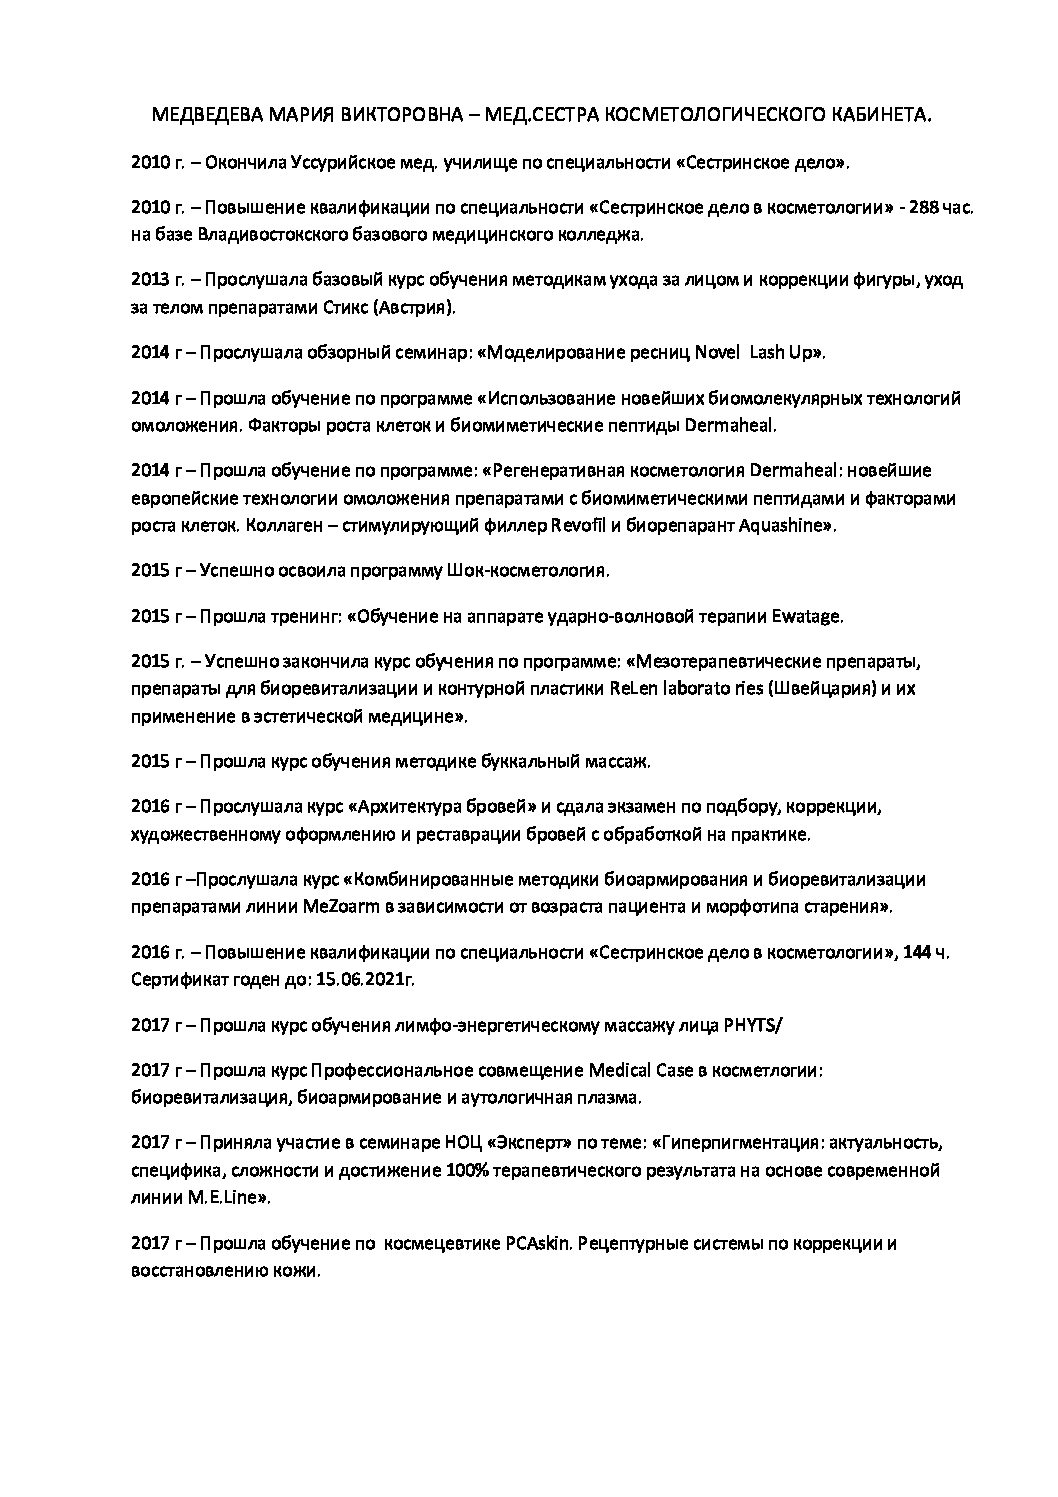 МЕДВЕДЕВА МАРИЯ ВИКТОРОВНА – МЕД.СЕСТРА КОСМЕТОЛОГИЧЕСКОГО КАБИНЕТА.
2010 г. – Окончила Уссурийское мед. училище по специальности «Сестринское дело».
2010 г. – Повышение квалификации по специальности «Сестринское дело в косметологии» - 288 час.
на базе Владивостокского базового медицинского колледжа.
2013 г. – Прослушала базовый курс обучения методикам ухода за лицом и коррекции фигуры, уход
за телом препаратами Стикс (Австрия).
2014 г – Прослушала обзорный семинар: «Моделирование ресниц Novel  Lash Up».
2014 г – Прошла обучение по программе «Использование новейших биомолекулярных технологий
омоложения. Факторы роста клеток и биомиметические пептиды Dermaheal.
2014 г – Прошла обучение по программе: «Регенеративная косметология Dermaheal: новейшие
европейские технологии омоложения препаратами с биомиметическими пептидами и факторами
роста клеток. Коллаген – стимулирующий филлер Revofil и биорепарант Aquashine».
2015 г – Успешно освоила программу Шок-косметология.
2015 г – Прошла тренинг: «Обучение на аппарате ударно-волновой терапии Ewatage.
2015 г. – Успешно закончила курс обучения по программе: «Мезотерапевтические препараты,
препараты для биоревитализации и контурной пластики ReLen laborato ries (Швейцария) и их
применение в эстетической медицине».
2015 г – Прошла курс обучения методике буккальный массаж.
2016 г – Прослушала курс «Архитектура бровей» и сдала экзамен по подбору, коррекции,
художественному оформлению и реставрации бровей с обработкой на практике.
2016 г –Прослушала курс «Комбинированные методики биоармирования и биоревитализации
препаратами линии MeZoarm в зависимости от возраста пациента и морфотипа старения».
2016 г. – Повышение квалификации по специальности «Сестринское дело в косметологии», 144 ч.
Сертификат годен до: 15.06.2021г.
2017 г – Прошла курс обучения лимфо-энергетическому массажу лица PHYTS/
2017 г – Прошла курс Профессиональное совмещение Medical Case в косметлогии:
биоревитализация, биоармирование и аутологичная плазма.
2017 г – Приняла участие в семинаре НОЦ «Эксперт» по теме: «Гиперпигментация: актуальность,
специфика, сложности и достижение 100% терапевтического результата на основе современной
линии M.E.Line».
2017 г – Прошла обучение по  космецевтике PCAskin. Рецептурные системы по коррекции и
восстановлению кожи.